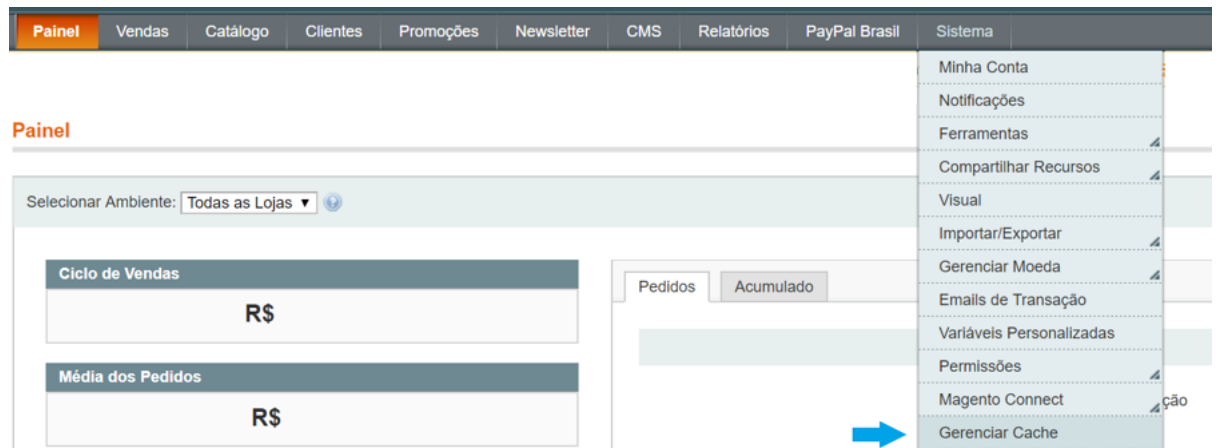 Painel Vendas Catálogo Clientes Promoções Newsletter CMS Relatórios PayPal Brasil Sistema
Minha Conta
Notificações
Painel
Ferramentas
Compartilhar Recursos
Selecionar Ambiente: Todas as Lojas
Visual
Importar/Exportar
Ciclo de Vendas
Gerenciar Moeda
Pedidos Acumulado
Emails de Transação
R$
Variáveis Personalizadas
Média dos Pedidos
Permissões
Magento Connect
ção
R$
Gerenciar Cache